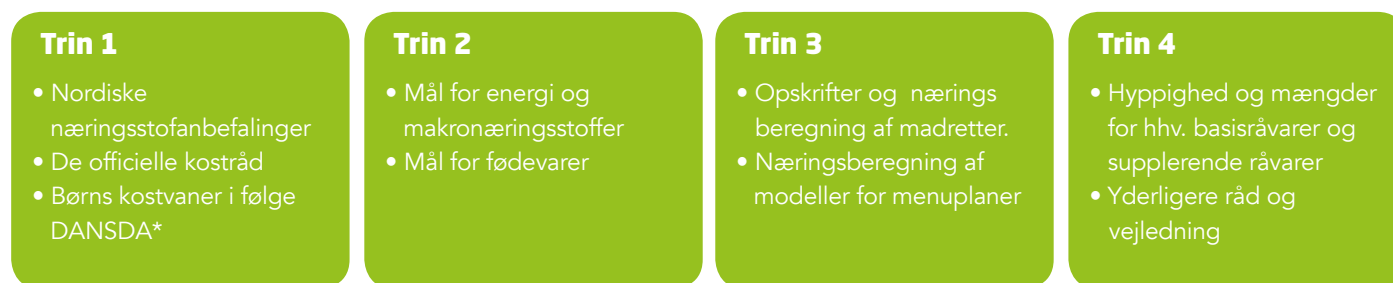 Trin 1
• Nordiske
næringsstofanbefalinger
• De officielle kostråd
• Børns kostvaner i følge
DANSDA*
Trin 2
• Mål for energi og
makronæringsstoffer
• Mål for fødevarer
Trin 3
• Opskrifter og nærings
beregning af madretter.
• Næringsberegning af
modeller for menuplaner
Trin 4
• Hyppighed og mængder
for hhv. basisråvarer og
supplerende råvarer
• Yderligere råd og
vejledning